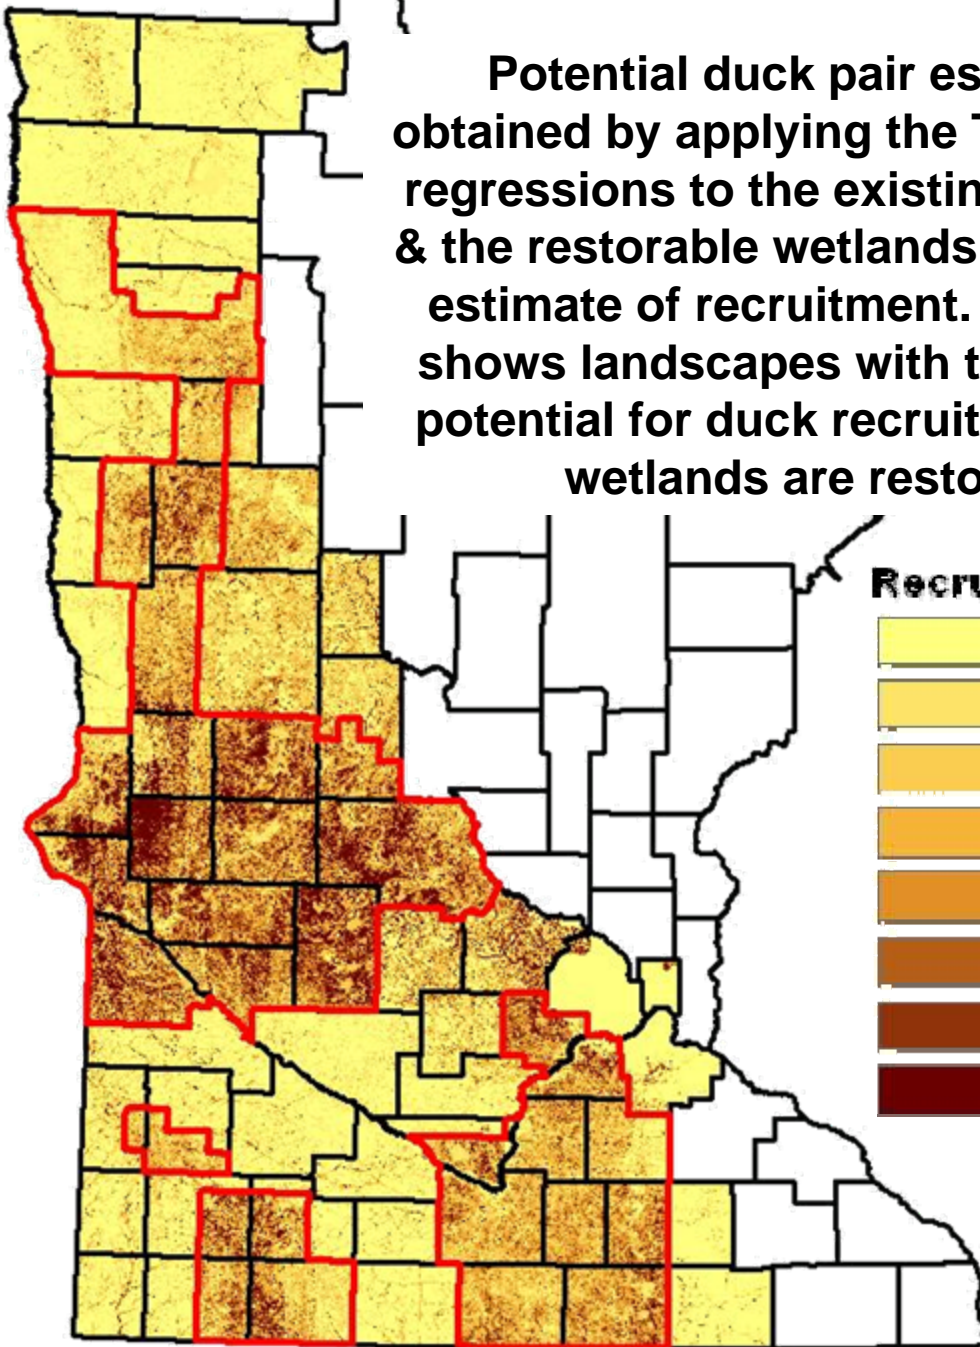 Potential duck pair es
obtained by applying the T
regressions to the existin
& the restorable wetlands
estimate of recruitment.
shows landscapes with t
potential for duck recruit
wetlands are resto
Recru